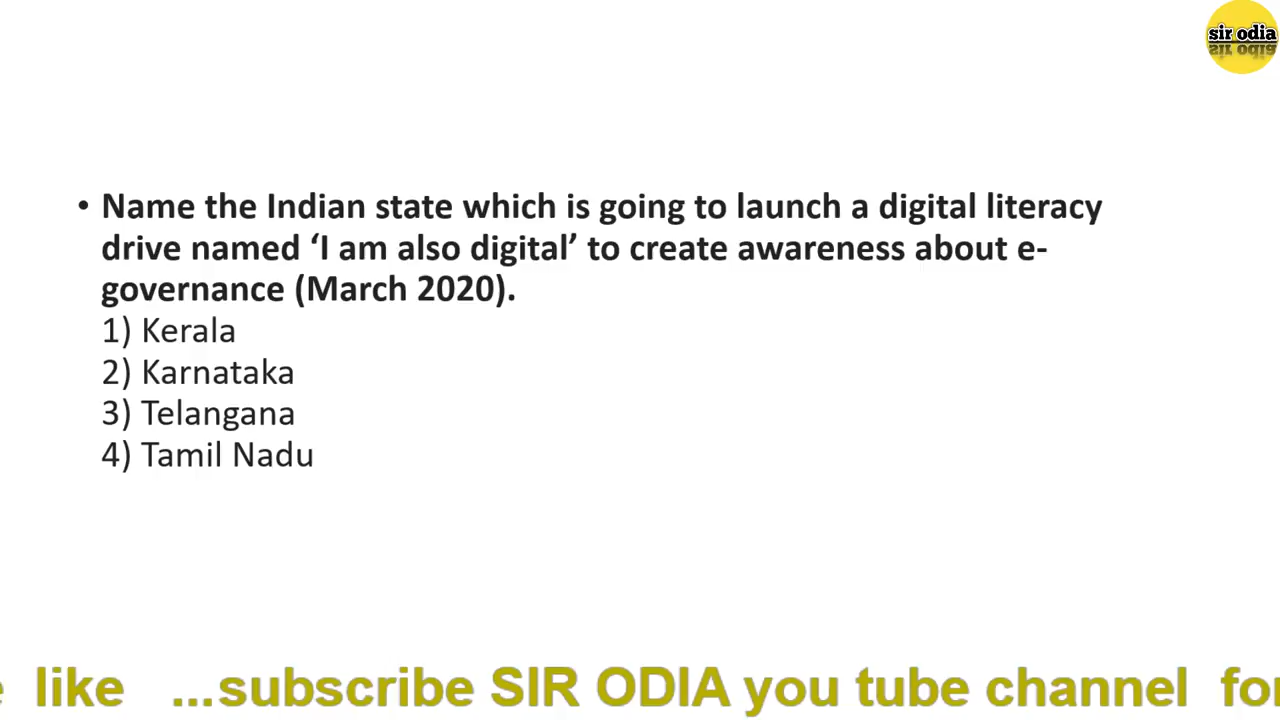 sir odia
• Name the Indian state which is going to launch a digital literacy
drive named ‘I am also digital’ to create awareness about e-
governance (March 2020).
1) Kerala
2) Karnataka
3) Telangana
4) Tamil Nadu
like ...subscribe SIR ODIA you tube channel